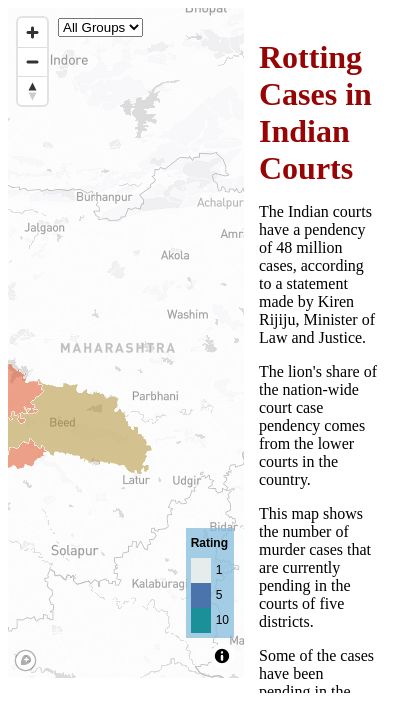 All Groups
Bhopal
Indore
Burhanpur
Achalpur
Jalgaon
Akola
Washim
MAHARASHTRA
Parbhani
Beed
Latur
Udgir
Bidar
Solapur
Kalaburagi
Rating
1
5
10
Rotting
Cases in
Indian
Courts
The Indian courts
have a pendency
of 48 million
cases, according
to a statement
made by Kiren
Rijiju, Minister of
Law and Justice.
The lion's share of
the nation-wide
court case
pendency comes
from the lower
courts in the
country.
This map shows
the number of
murder cases that
are currently
pending in the
courts of five
districts.
Some of the cases
have been
pending in the